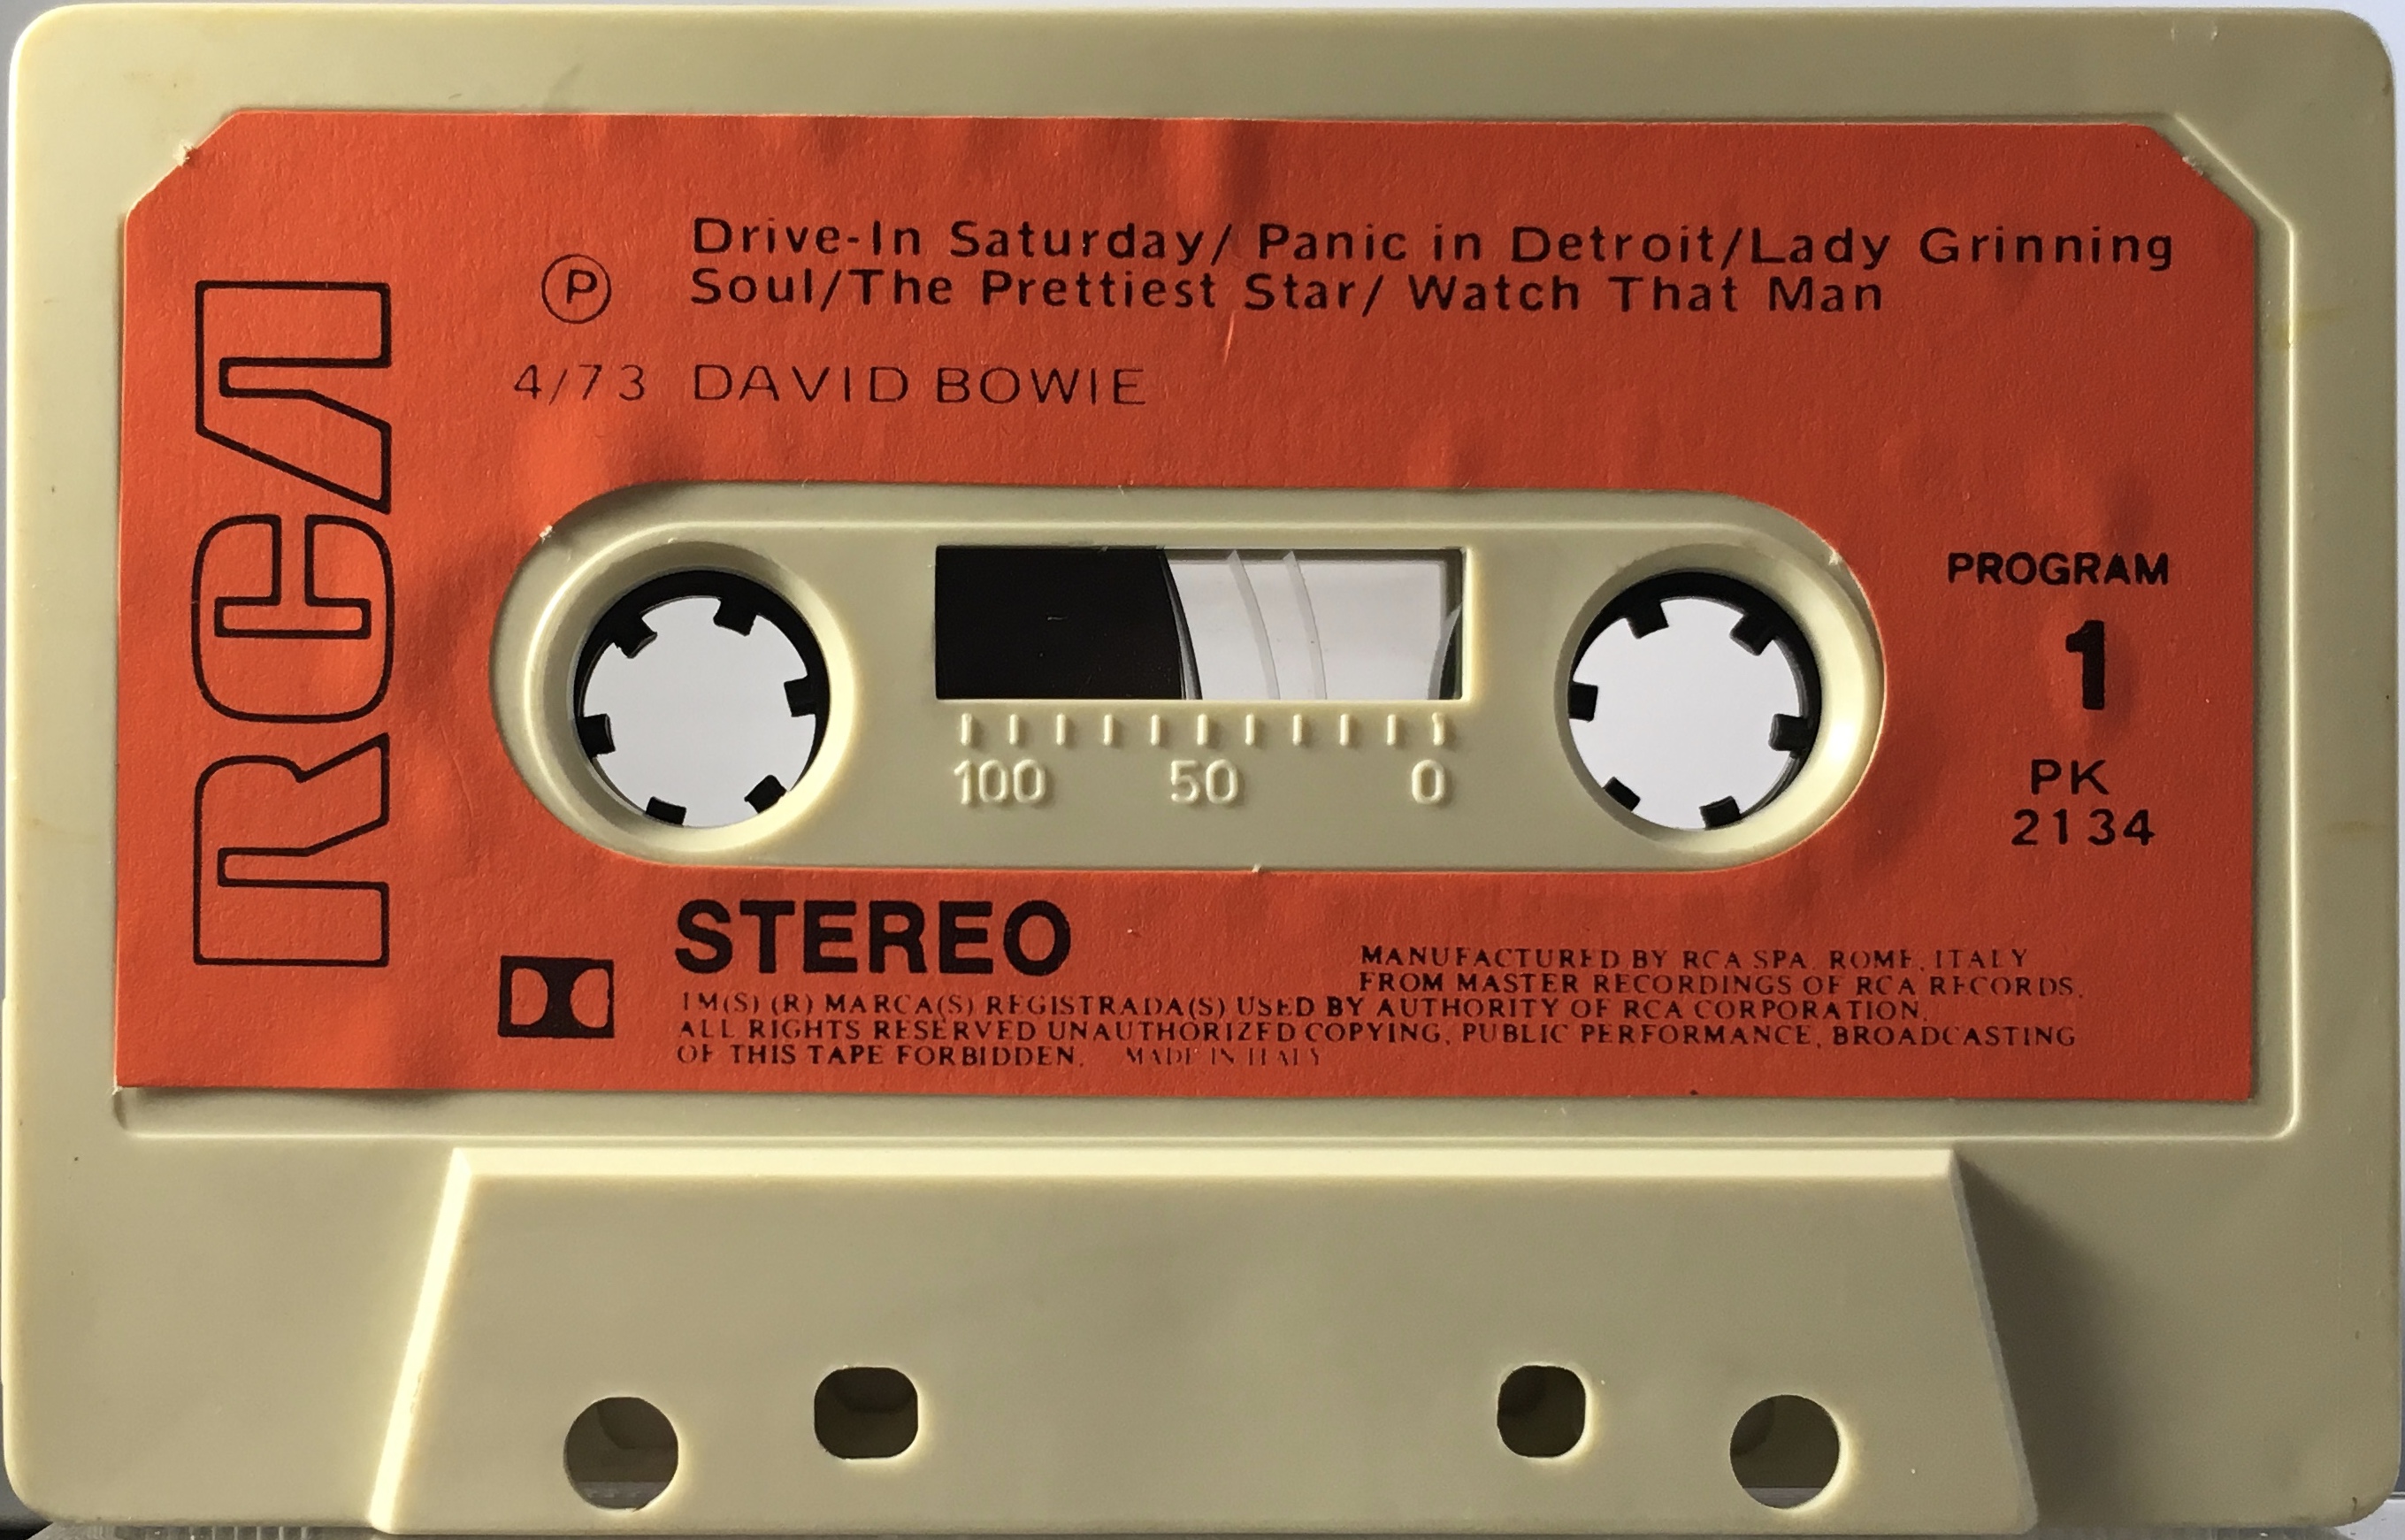 RCA
Drive-In Saturday/ Panic in Detroit/Lady Grinning
Soul/The Prettiest Star/ Watch That Man
Ⓟ
4/73 DAVID BOWIE
PROGRAM
1
PK
2134
100 50 0
STEREO
MANUFACTURED BY RCA SPA. ROME, ITALY
FROM MASTER RECORDINGS OF RCA RECORDS.
TM(S) (R) MARCA(S) REGISTRADA(S) USED BY AUTHORITY OF RCA CORPORATION.
ALL RIGHTS RESERVED UNAUTHORIZED COPYING, PUBLIC PERFORMANCE, BROADCASTING
OF THIS TAPE FORBIDDEN. MADE IN ITALY